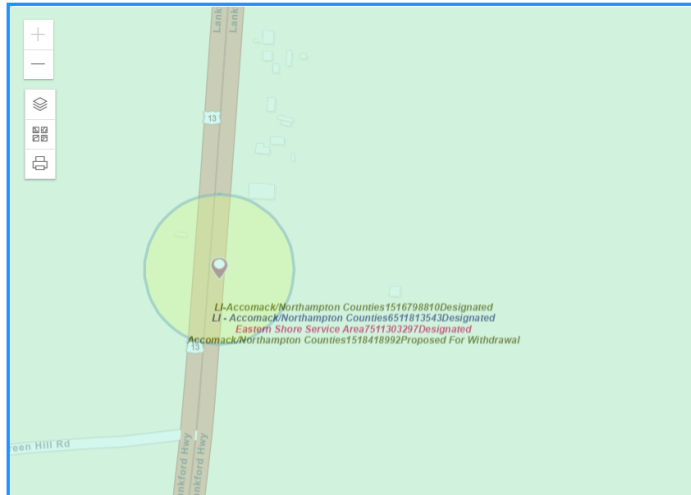 Lank
Lank
13
LI-Accomack/Northampton Counties1516798810Designated
LI - Accomack/Northampton Counties6511813543Designated
Eastern Shore Service Area7511303297Designated
Accomack/Northampton Counties1518418992Proposed For Withdrawal
13
reen Hill Rd
nkford Hwy
nkford Hwy